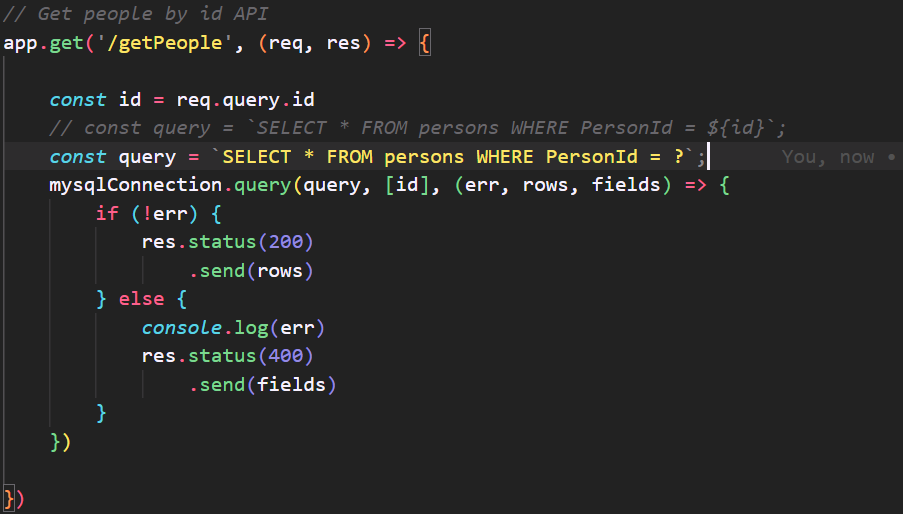 // Get people by id API
app.get('/getPeople', (req, res) => {
const id = req.query.id
// const query = `SELECT * FROM persons WHERE PersonId = ${id}`;
const query = `SELECT * FROM persons WHERE PersonId = ?`; You, now •
mysqlConnection.query(query, [id], (err, rows, fields) => {
if (!err) {
res.status(200)
.send(rows)
} else {
console.log(err)
res.status(400)
.send(fields)
}
})
})